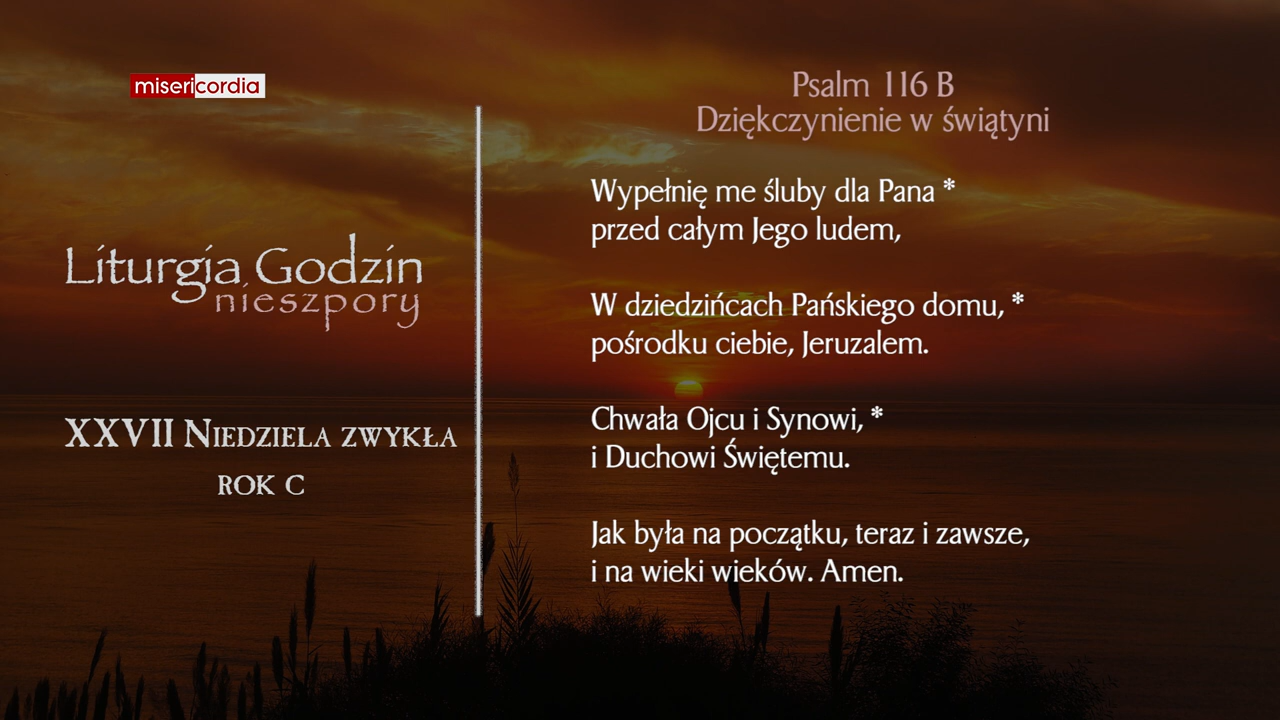 misericordia
Liturgia Godzin
nieszpory
XXVII Niedziela zwykła
rok C
Psalm 116 B
Dziękczynienie w świątyni
Wypełnię me śluby dla Pana *
przed całym Jego ludem,
W dziedzińcach Pańskiego domu, *
pośrodku ciebie, Jeruzalem.
Chwała Ojcu i Synowi, *
i Duchowi Świętemu.
Jak była na początku, teraz i zawsze,
i na wieki wieków. Amen.